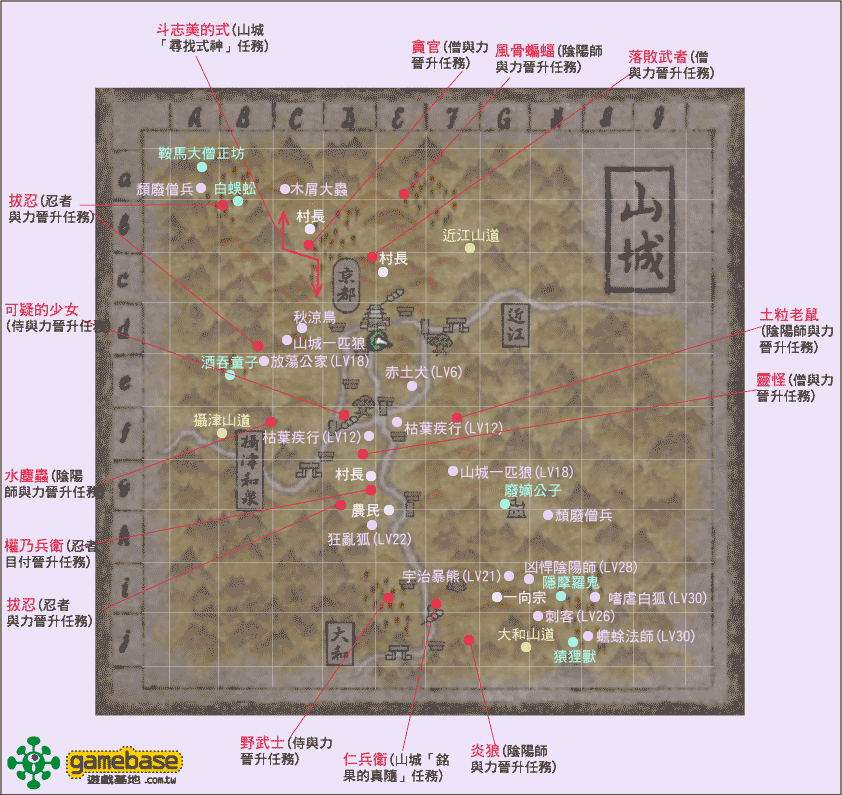 斗志美的式(山城
「尋找式神」任務)
貪官(僧與力
晉升任務)
風骨蝙蝠(陰陽師
與力晉升任務)
落敗武者(僧
與力晉升任務)
A B C D E F G H 8 9
山城
a
b
c
d
e
f
g
h
i
j
鞍馬大僧正坊
頹廢僧兵
白蜈蚣
木屑大蟲
拔忍(忍者
與力晉升任務)
村長
近江山道
村長
京都
近江
可疑的少女
(侍與力晉升任務)
秋涼鳥
山城一匹狼
土粒老鼠
(陰陽師與力
晉升任務)
酒吞童子
放蕩公家(LV18)
赤土犬(LV6)
靈怪(僧與力
晉升任務)
攝津山道
枯葉疾行(LV12)
枯葉疾行(LV12)
攝津和泉
水塵蟲(陰陽
師與力晉升任務)
村長
山城一匹狼(LV18)
廢嫡公子
農民
頹廢僧兵
狂亂狐(LV22)
權乃兵衛(忍者
目付晉升任務)
宇治暴熊(LV21)
凶悍陰陽師(LV28)
隱摩羅鬼
一向宗
嗜虐白狐(LV30)
拔忍(忍者
與力晉升任務)
刺客(LV26)
大和
大和山道
蟾蜍法師(LV30)
猿狸獸
野武士(侍與力
晉升任務)
仁兵衛(山城「銘
果的真隨」任務)
炎狼(陰陽師
與力晉升任務)
gamebase
遊戲基地.com.tw